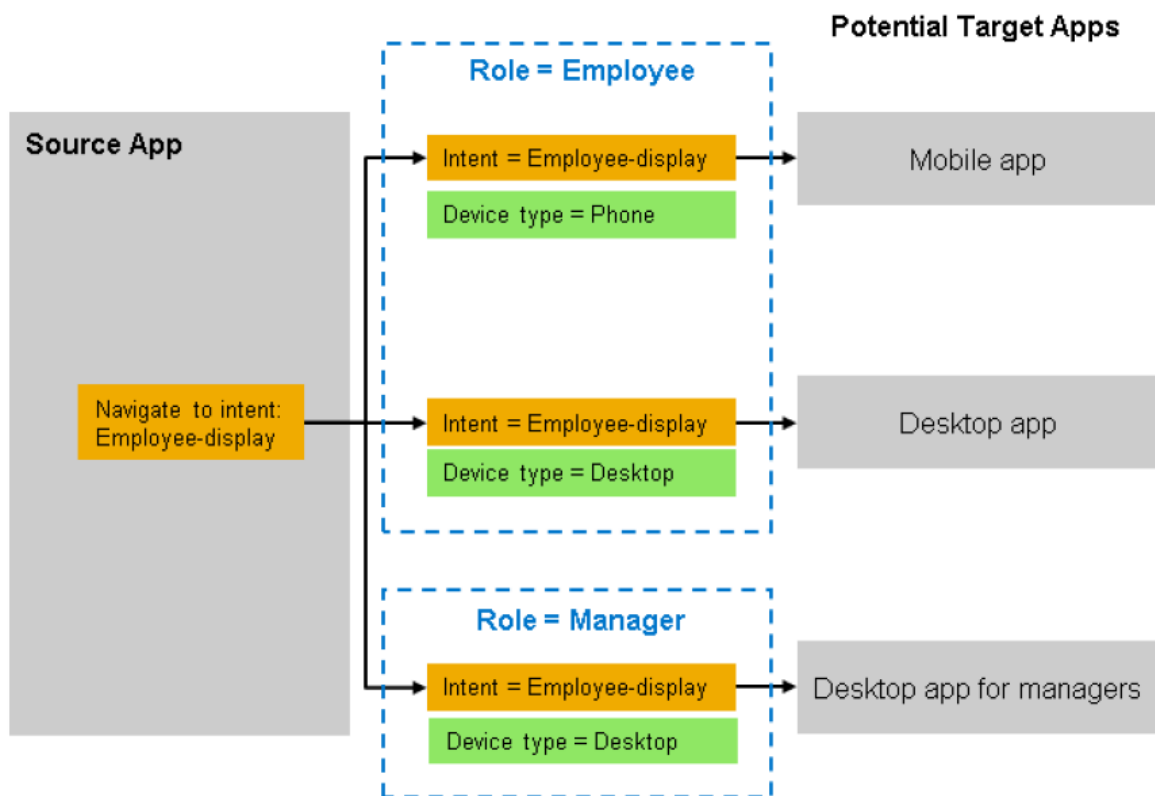 Potential Target Apps
Role = Employee
Source App
Intent = Employee-display
Mobile app
Device type = Phone
Navigate to intent:
Employee-display
Intent = Employee-display
Desktop app
Device type = Desktop
Role = Manager
Intent = Employee-display
Desktop app for managers
Device type = Desktop